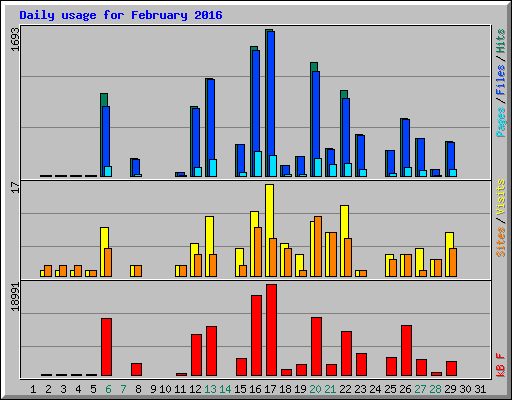 Daily usage for February 2016
1693
Pages / Files / Hits
17
Sites / Visits
18991
kB F
1 2 3 4 5 6 7 8 9 10 11 12 13 14 15 16 17 18 19 20 21 22 23 24 25 26 27 28 29 30 31